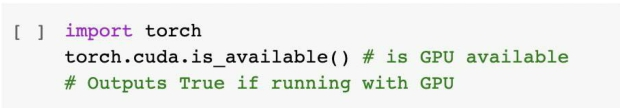 [ ] import torch
torch.cuda.is_available() # is GPU available
# Outputs True if running with GPU